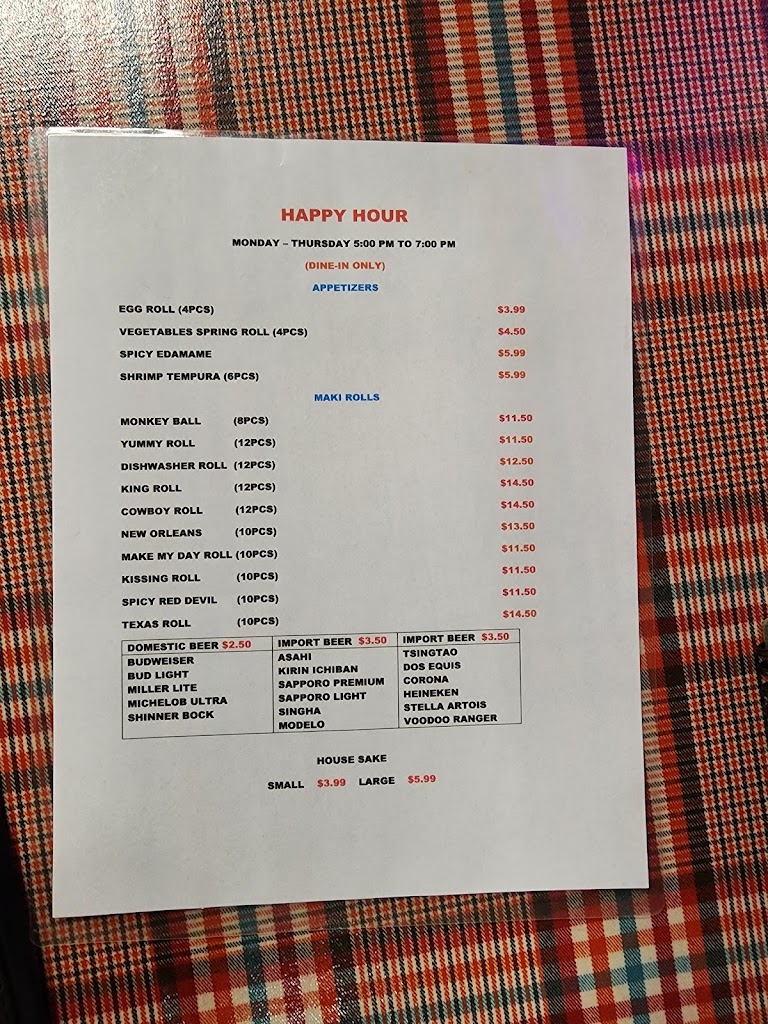 HAPPY HOUR
MONDAY – THURSDAY 5:00 PM TO 7:00 PM
(DINE-IN ONLY)
APPETIZERS
EGG ROLL (4PCS) $3.99
VEGETABLES SPRING ROLL (4PCS) $4.50
SPICY EDAMAME $5.99
SHRIMP TEMPURA (6PCS) $5.99
MAKI ROLLS
MONKEY BALL (8PCS) $11.50
YUMMY ROLL (12PCS) $11.50
DISHWASHER ROLL (12PCS) $12.50
KING ROLL (12PCS) $14.50
COWBOY ROLL (12PCS) $14.50
NEW ORLEANS (10PCS) $13.50
MAKE MY DAY ROLL (10PCS) $11.50
KISSING ROLL (10PCS) $11.50
SPICY RED DEVIL (10PCS) $11.50
TEXAS ROLL (10PCS) $14.50
DOMESTIC BEER $2.50
BUDWEISER
BUD LIGHT
MILLER LITE
MICHELOB ULTRA
SHINNER BOCK
IMPORT BEER $3.50
ASAHI
KIRIN ICHIBAN
SAPPORO PREMIUM
SAPPORO LIGHT
SINGHA
MODELO
IMPORT BEER $3.50
TSINGTAO
DOS EQUIS
CORONA
HEINEKEN
STELLA ARTOIS
VOODOO RANGER
HOUSE SAKE
SMALL $3.99 LARGE $5.99